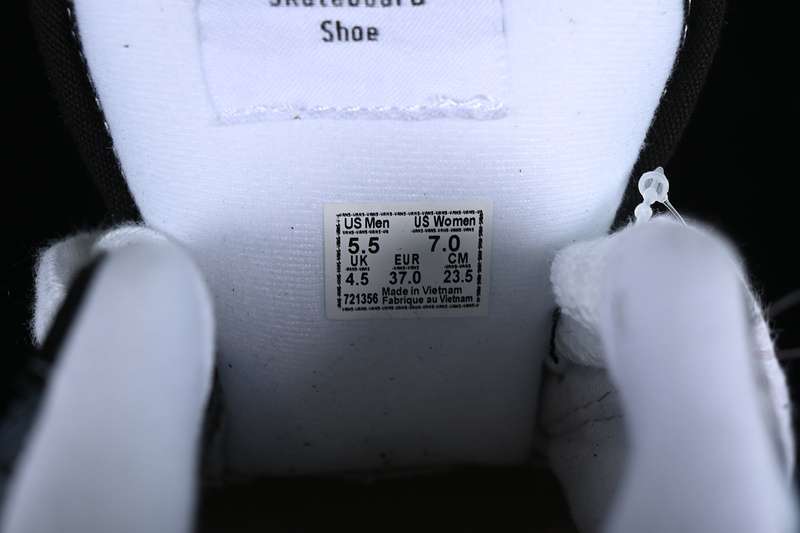 Skateboard
Shoe
US Men US Women
5.5 7.0
UK EUR CM
4.5 37.0 23.5
721356 Made in Vietnam
Fabrique au Vietnam